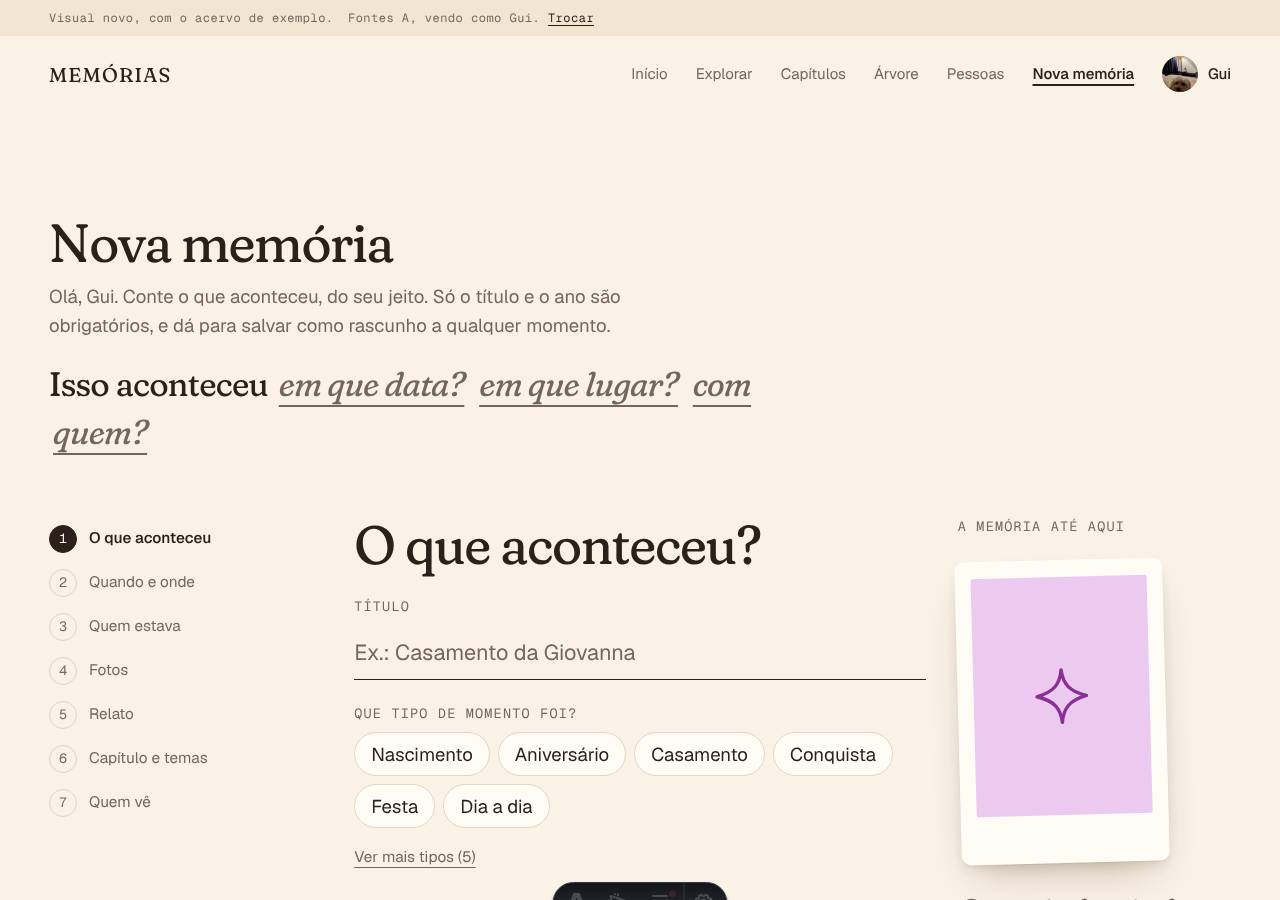 Visual novo, com o acervo de exemplo. Fontes A, vendo como Gui. Trocar
MEMÓRIAS
Início
Explorar
Capítulos
Árvore
Pessoas
Nova memória
Gui
Nova memória
Olá, Gui. Conte o que aconteceu, do seu jeito. Só o título e o ano são
obrigatórios, e dá para salvar como rascunho a qualquer momento.
Isso aconteceu em que data? em que lugar? com
quem?
1 O que aconteceu
2 Quando e onde
3 Quem estava
4 Fotos
5 Relato
6 Capítulo e temas
7 Quem vê
O que aconteceu?
TÍTULO
Ex.: Casamento da Giovanna
QUE TIPO DE MOMENTO FOI?
Nascimento
Aniversário
Casamento
Conquista
Festa
Dia a dia
Ver mais tipos (5)
A MEMÓRIA ATÉ AQUI